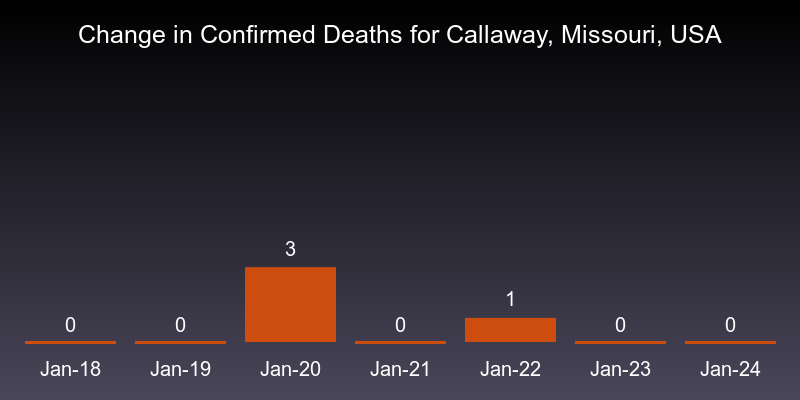 Change in Confirmed Deaths for Callaway, Missouri, USA
0 0 3 0 1 0 0
Jan-18 Jan-19 Jan-20 Jan-21 Jan-22 Jan-23 Jan-24